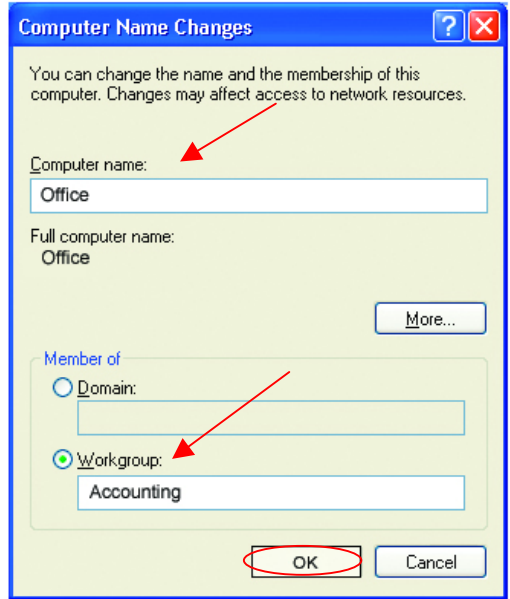 Computer Name Changes
You can change the name and the membership of this
computer. Changes may affect access to network resources.
Computer name:
Office
Full computer name:
Office
More...
Member of
Domain:
Workgroup:
Accounting
OK
Cancel